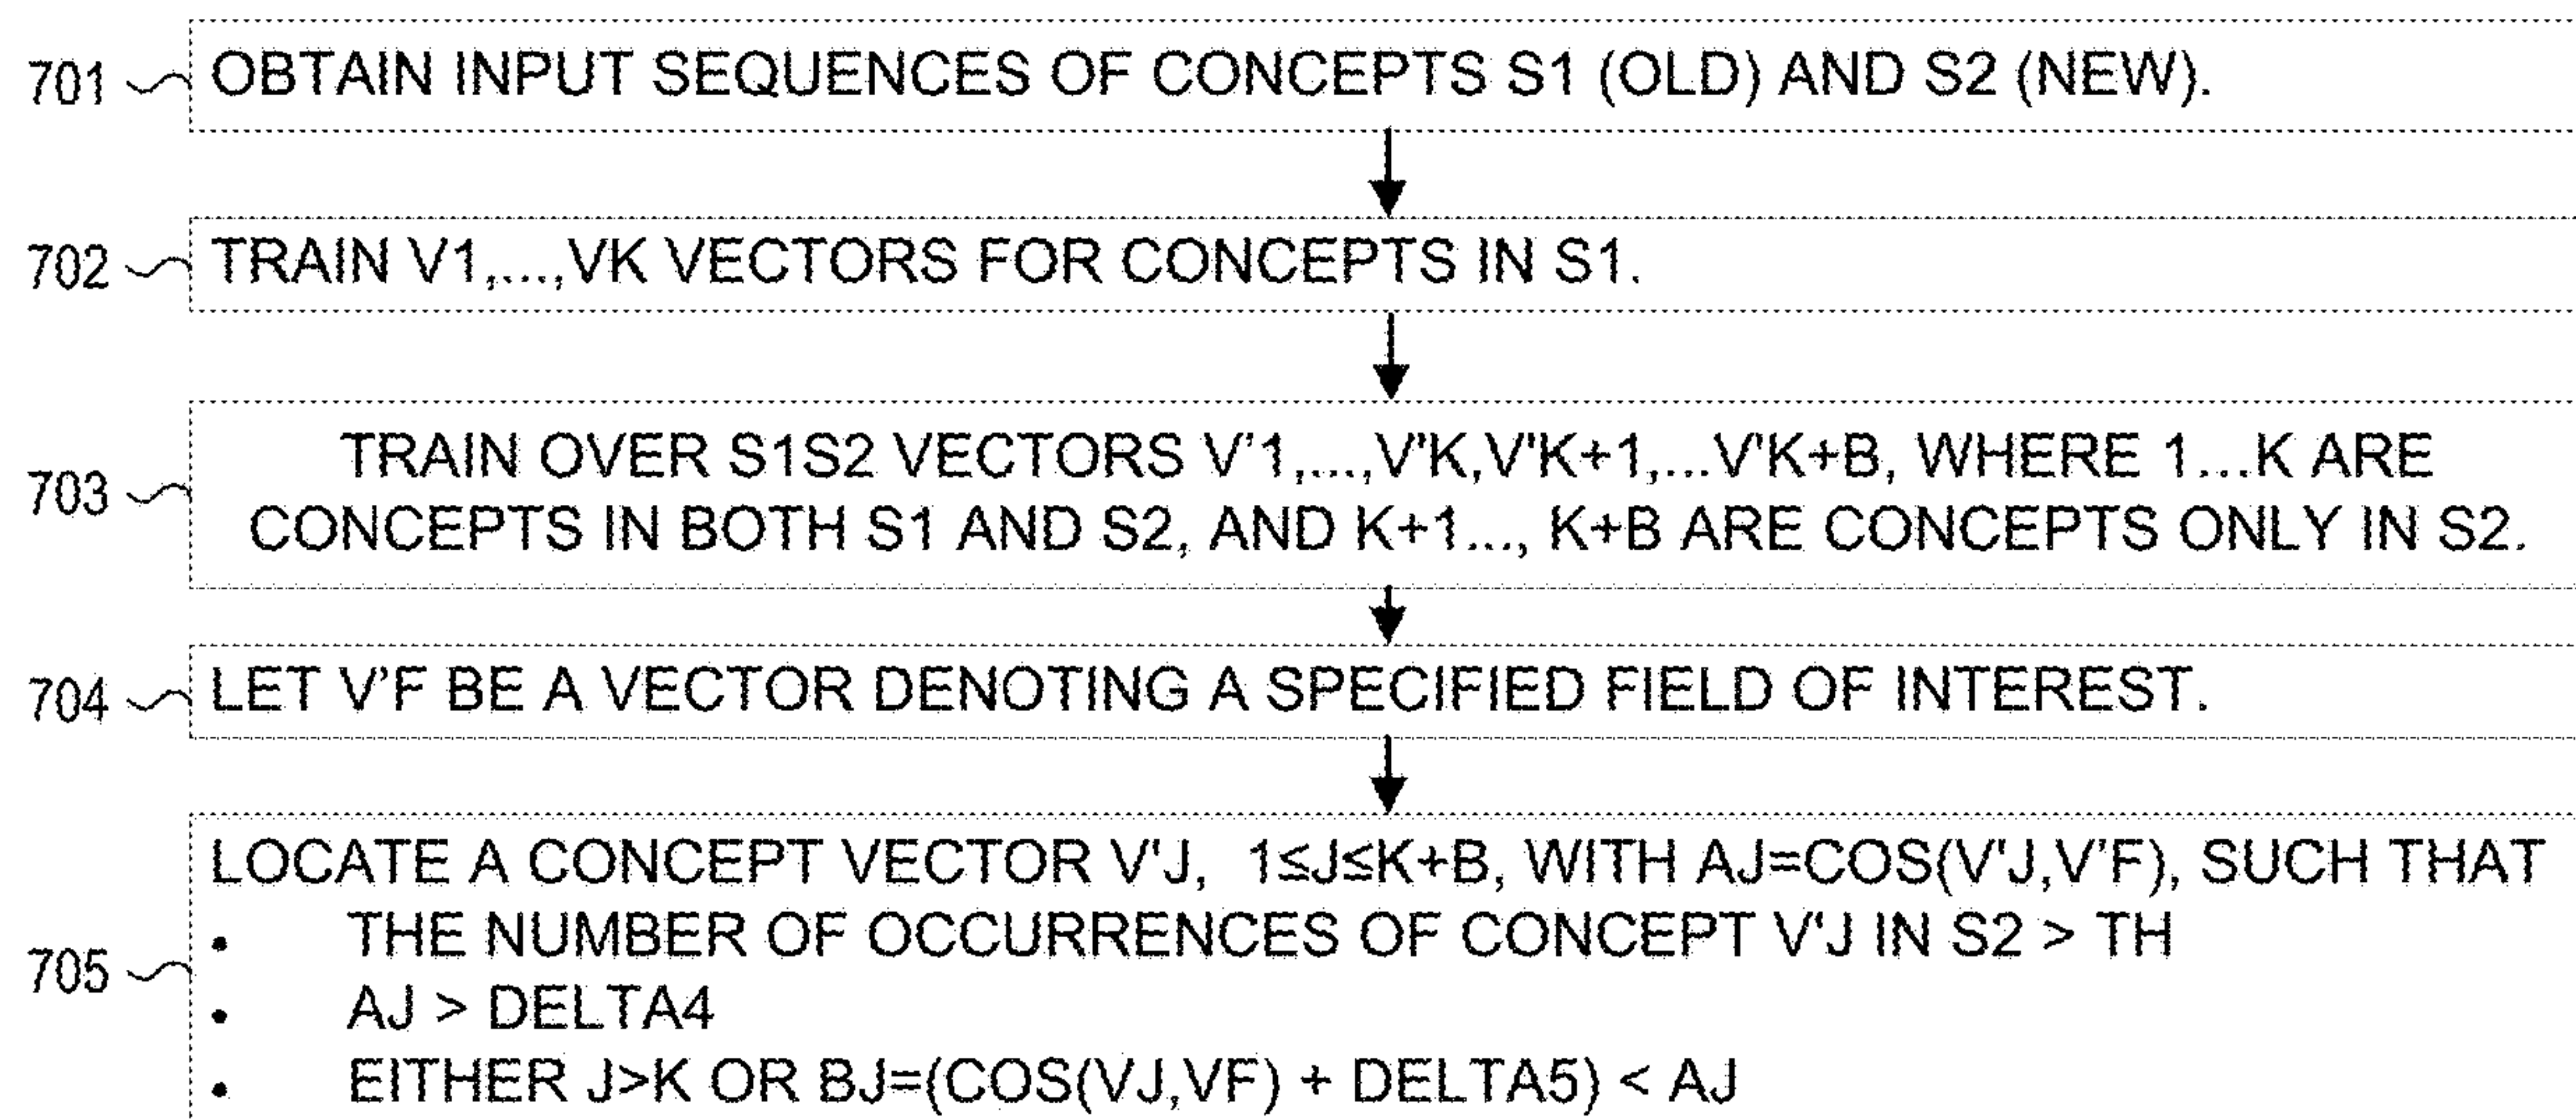 701 OBTAIN INPUT SEQUENCES OF CONCEPTS S1 (OLD) AND S2 (NEW).
702 TRAIN V1,...,VK VECTORS FOR CONCEPTS IN S1.
TRAIN OVER S1S2 VECTORS V'1,...,V'K,V'K+1,...V'K+B, WHERE 1...K ARE
703 CONCEPTS IN BOTH S1 AND S2, AND K+1..., K+B ARE CONCEPTS ONLY IN S2.
704 LET V'F BE A VECTOR DENOTING A SPECIFIED FIELD OF INTEREST.
LOCATE A CONCEPT VECTOR V'J, 1≤J≤K+B, WITH AJ=COS(V'J,V'F), SUCH THAT
• THE NUMBER OF OCCURRENCES OF CONCEPT V'J IN S2 > TH
705 • AJ > DELTA4
• EITHER J>K OR BJ=(COS(VJ,VF) + DELTA5) < AJ